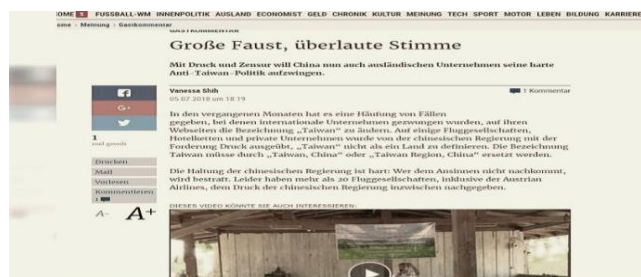 OME 5 FUSSBALL-WM INNENPOLITIK AUSLAND ECONOMIST GELD CHRONIK KULTUR MEINUNG TECH SPORT MOTOR LEBEN BILDUNG KARRIERE
ome › Meinung › Gastkommentar
GASTKOMMENTAR
Große Faust, überlaute Stimme
Mit Druck und Zensur will China nun auch ausländischen Unternehmen seine harte
Anti-Taiwan-Politik aufzwingen.
Vanessa Shih
05.07.2018 um 18:19
1 Kommentar
G+
1
mal geteilt
Drucken
Mail
Vorlesen
Kommentieren
1
A- A+
In den vergangenen Monaten hat es eine Häufung von Fällen
gegeben, bei denen internationale Unternehmen gezwungen wurden, auf ihren
Webseiten die Bezeichnung „Taiwan“ zu ändern. Auf einige Fluggesellschaften,
Hotelketten und private Unternehmen wurde von der chinesischen Regierung mit der
Forderung Druck ausgeübt, „Taiwan“ nicht als ein Land zu definieren. Die Bezeichnung
Taiwan müsse durch „Taiwan, China“ oder „Taiwan Region, China“ ersetzt werden.
Die Haltung der chinesischen Regierung ist hart: Wer dem Ansinnen nicht nachkommt,
wird bestraft. Leider haben mehr als 20 Fluggesellschaften, inklusive der Austrian
Airlines, dem Druck der chinesischen Regierung inzwischen nachgegeben.
DIESES VIDEO KÖNNTE SIE AUCH INTERESSIEREN: